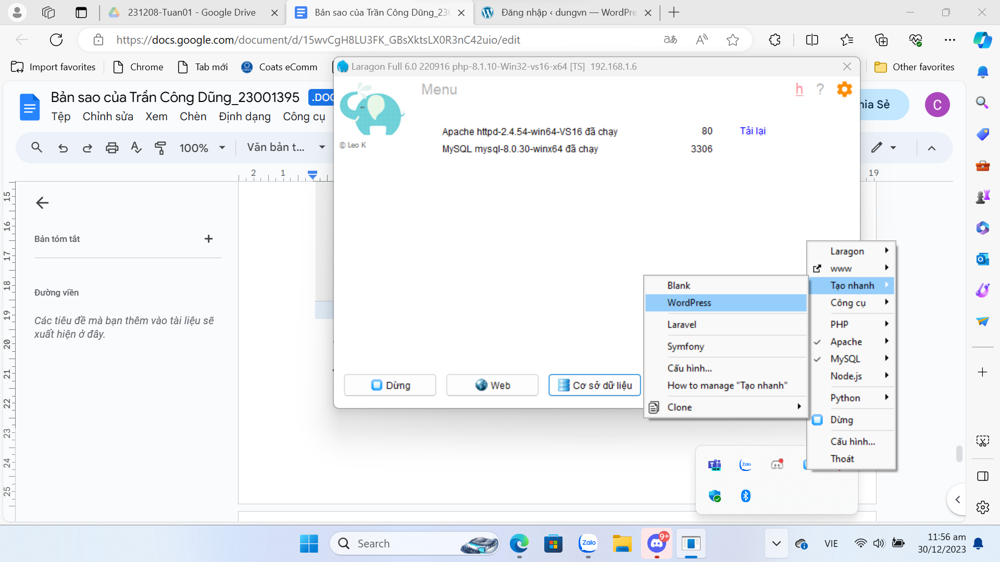 231208-Tuan01 - Google Drive
Bản sao của Trần Công Dũng_230
Đăng nhập ‹ dungvn — WordPre
https://docs.google.com/document/d/15wvCgH8LU3FK_GBsXktsLX0R3nC42uio/edit
Import favorites
Chrome
Tab mới
Coats eComm
Other favorites
Bản sao của Trần Công Dũng_23001395
.DOC
Tệp
Chỉnh sửa
Xem
Chèn
Định dạng
Công cụ
hia Sẻ
C
100%
Văn bản t...
2 1
19
15
16
17
18
19
20
21
22
23
24
25
Bản tóm tắt
Đường viền
Các tiêu đề mà bạn thêm vào tài liệu sẽ
xuất hiện ở đây.
Laragon Full 6.0 220916 php-8.1.10-Win32-vs16-x64 [TS] 192.168.1.6
Menu
h ?
© Leo K
Apache httpd-2.4.54-win64-VS16 đã chạy 80 Tải lại
MySQL mysql-8.0.30-winx64 đã chạy 3306
Dừng
Web
Cơ sở dữ liệu
Blank
WordPress
Laravel
Symfony
Cấu hình...
How to manage "Tạo nhanh"
Clone
Laragon
www
Tạo nhanh
Công cụ
PHP
Apache
MySQL
Node.js
Python
Dừng
Cấu hình...
Thoát
NEW
Zalo
Search
Zalo
9+
VIE
11:56 am
30/12/2023